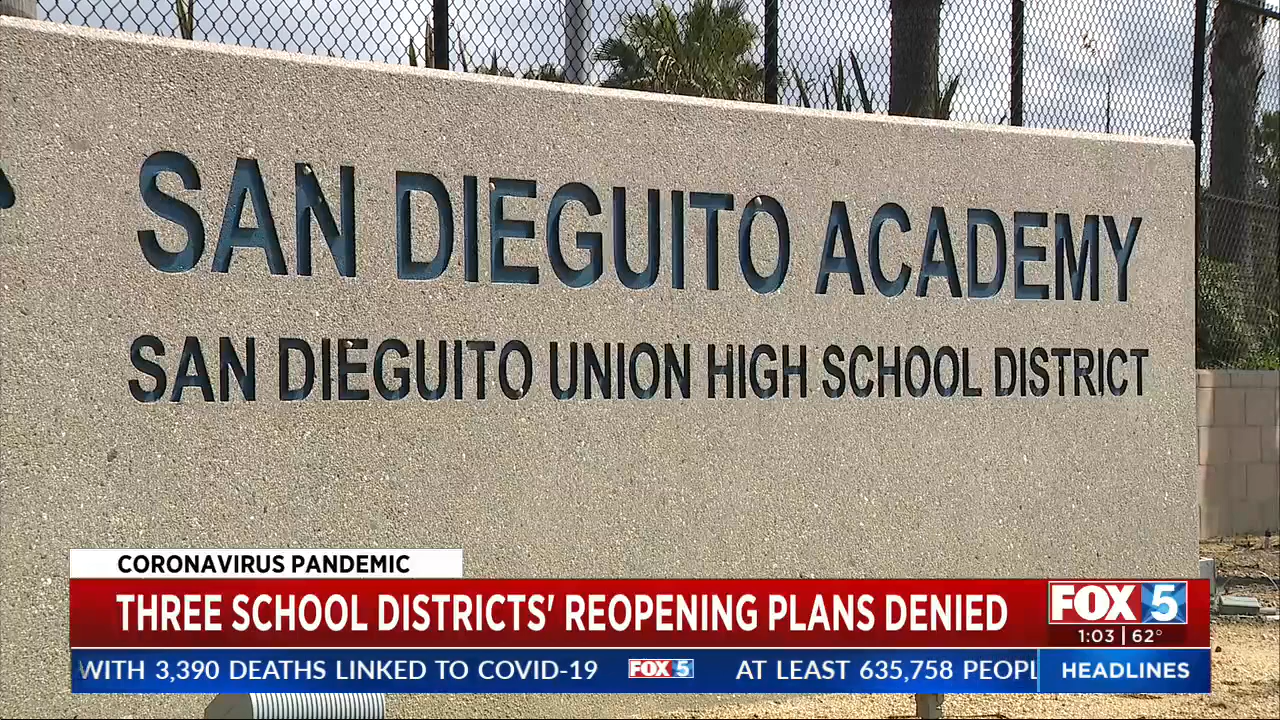 SAN DIEGUITO ACADEMY
SAN DIEGUITO UNION HIGH SCHOOL DISTRICT
CORONAVIRUS PANDEMIC
THREE SCHOOL DISTRICTS' REOPENING PLANS DENIED
FOX 5
1:03 | 62°
WITH 3,390 DEATHS LINKED TO COVID-19 FOX 5 AT LEAST 635,758 PEOPL
HEADLINES